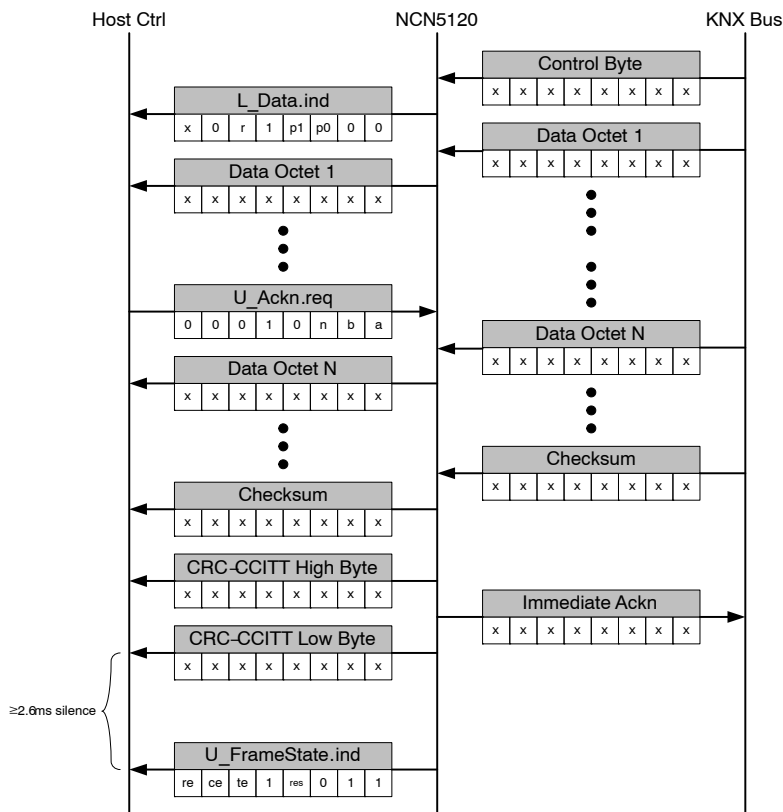 Host Ctrl NCN5120 KNX Bus
Control Byte
x x x x x x x x
L_Data.ind
x 0 r 1 p1 p0 0 0
Data Octet 1
x x x x x x x x
Data Octet 1
x x x x x x x x
U_Ackn.req
0 0 0 1 0 n b a
Data Octet N
x x x x x x x x
Data Octet N
x x x x x x x x
Checksum
x x x x x x x x
Checksum
x x x x x x x x
CRC-CCITT High Byte
x x x x x x x x
Immediate Ackn
x x x x x x x x
CRC-CCITT Low Byte
x x x x x x x x
≥2.6ms silence
U_FrameState.ind
re ce te 1 res 0 1 1